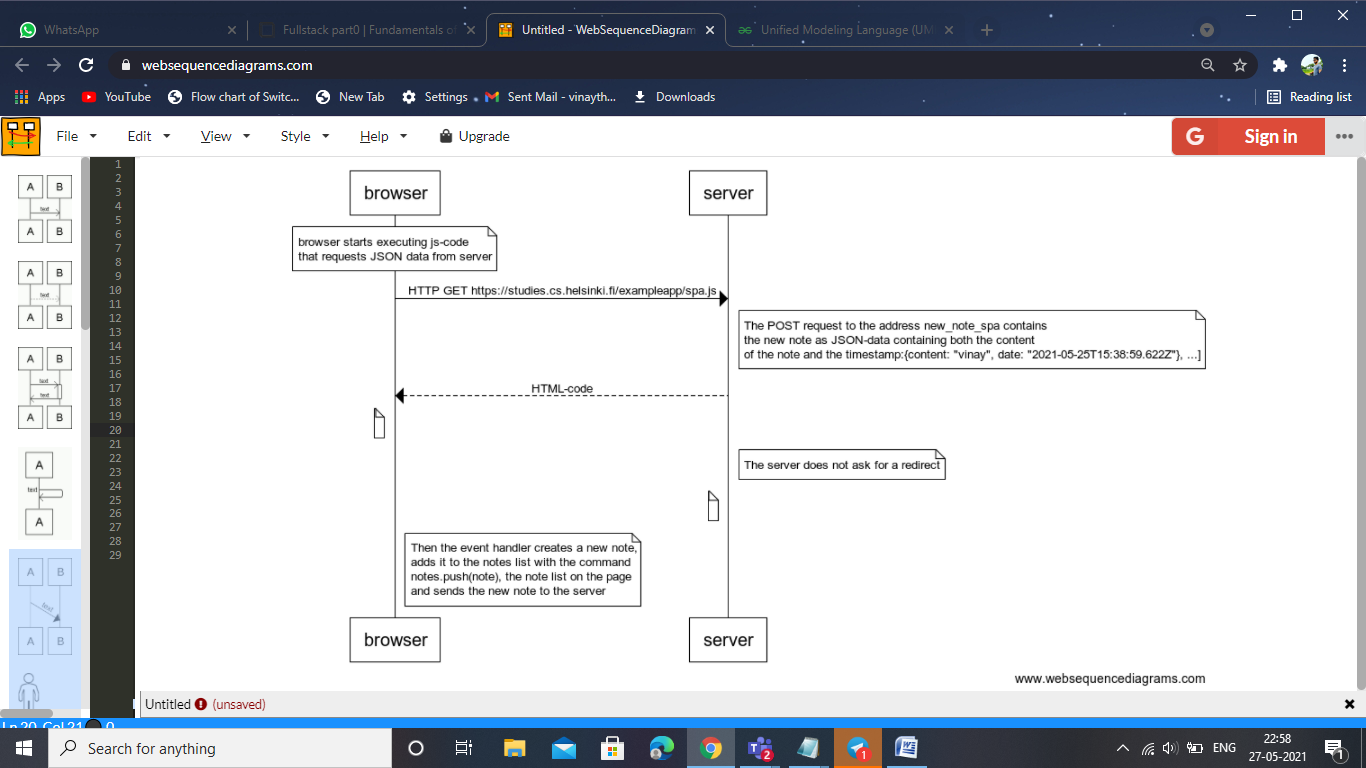 WhatsApp
Fullstack part0 | Fundamentals of
Untitled - WebSequenceDiagram
Unified Modeling Language (UM
websequencediagrams.com
Apps
YouTube
Flow chart of Switc...
New Tab
Settings
Sent Mail - vinayth...
Downloads
Reading list
File
Edit
View
Style
Help
Upgrade
G
Sign in
A B
text
A B
A B
text
A B
A B
text
text
A B
A
text
A
A B
text
A B
1
2
3
4
5
6
7
8
9
10
11
12
13
14
15
16
17
18
19
20
21
22
23
24
25
26
27
28
29
browser
server
browser starts executing js-code
that requests JSON data from server
HTTP GET https://studies.cs.helsinki.fi/exampleapp/spa.js
The POST request to the address new_note_spa contains
the new note as JSON-data containing both the content
of the note and the timestamp:{content: "vinay", date: "2021-05-25T15:38:59.622Z"}, ...]
HTML-code
The server does not ask for a redirect
Then the event handler creates a new note,
adds it to the notes list with the command
notes.push(note), the note list on the page
and sends the new note to the server
browser
server
www.websequencediagrams.com
Untitled
(unsaved)
Ln 20, Col 21
0
Search for anything
2
1
ENG
22:58
27-05-2021
1